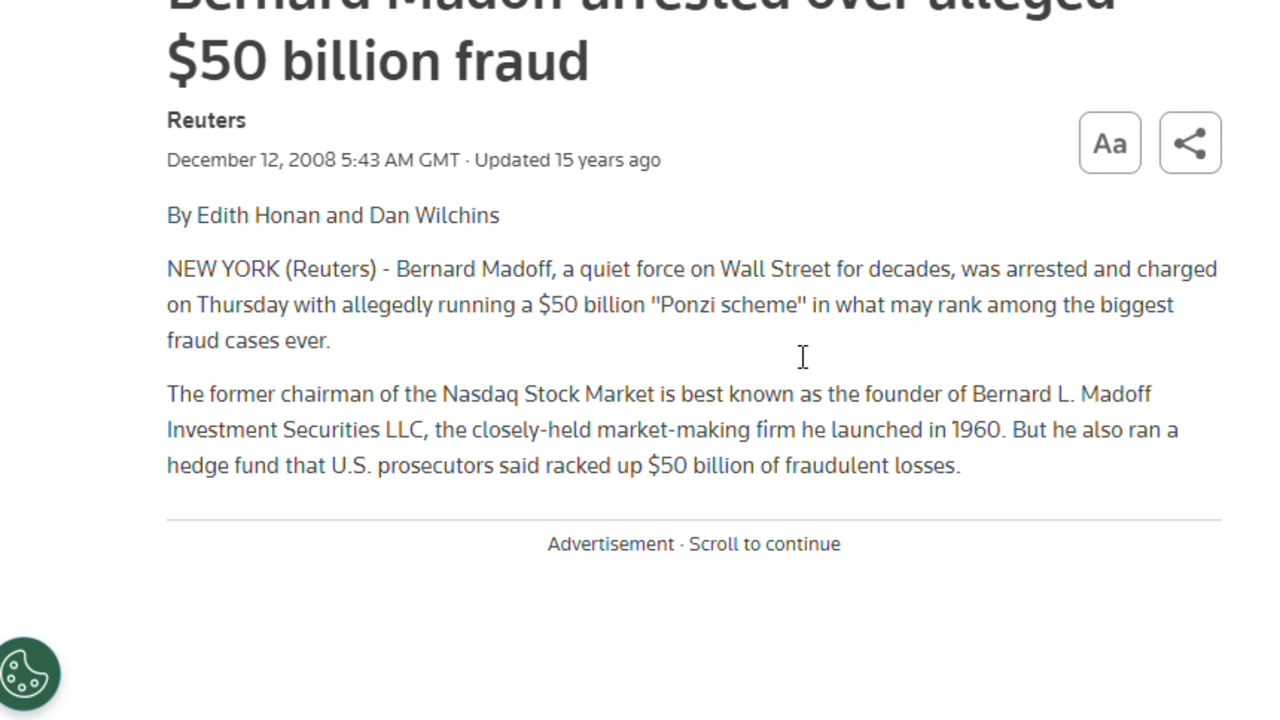 Bernard Madoff arrested over alleged
$50 billion fraud
Reuters
December 12, 2008 5:43 AM GMT · Updated 15 years ago
Aa
By Edith Honan and Dan Wilchins
NEW YORK (Reuters) - Bernard Madoff, a quiet force on Wall Street for decades, was arrested and charged
on Thursday with allegedly running a $50 billion "Ponzi scheme" in what may rank among the biggest
fraud cases ever.
The former chairman of the Nasdaq Stock Market is best known as the founder of Bernard L. Madoff
Investment Securities LLC, the closely-held market-making firm he launched in 1960. But he also ran a
hedge fund that U.S. prosecutors said racked up $50 billion of fraudulent losses.
Advertisement · Scroll to continue